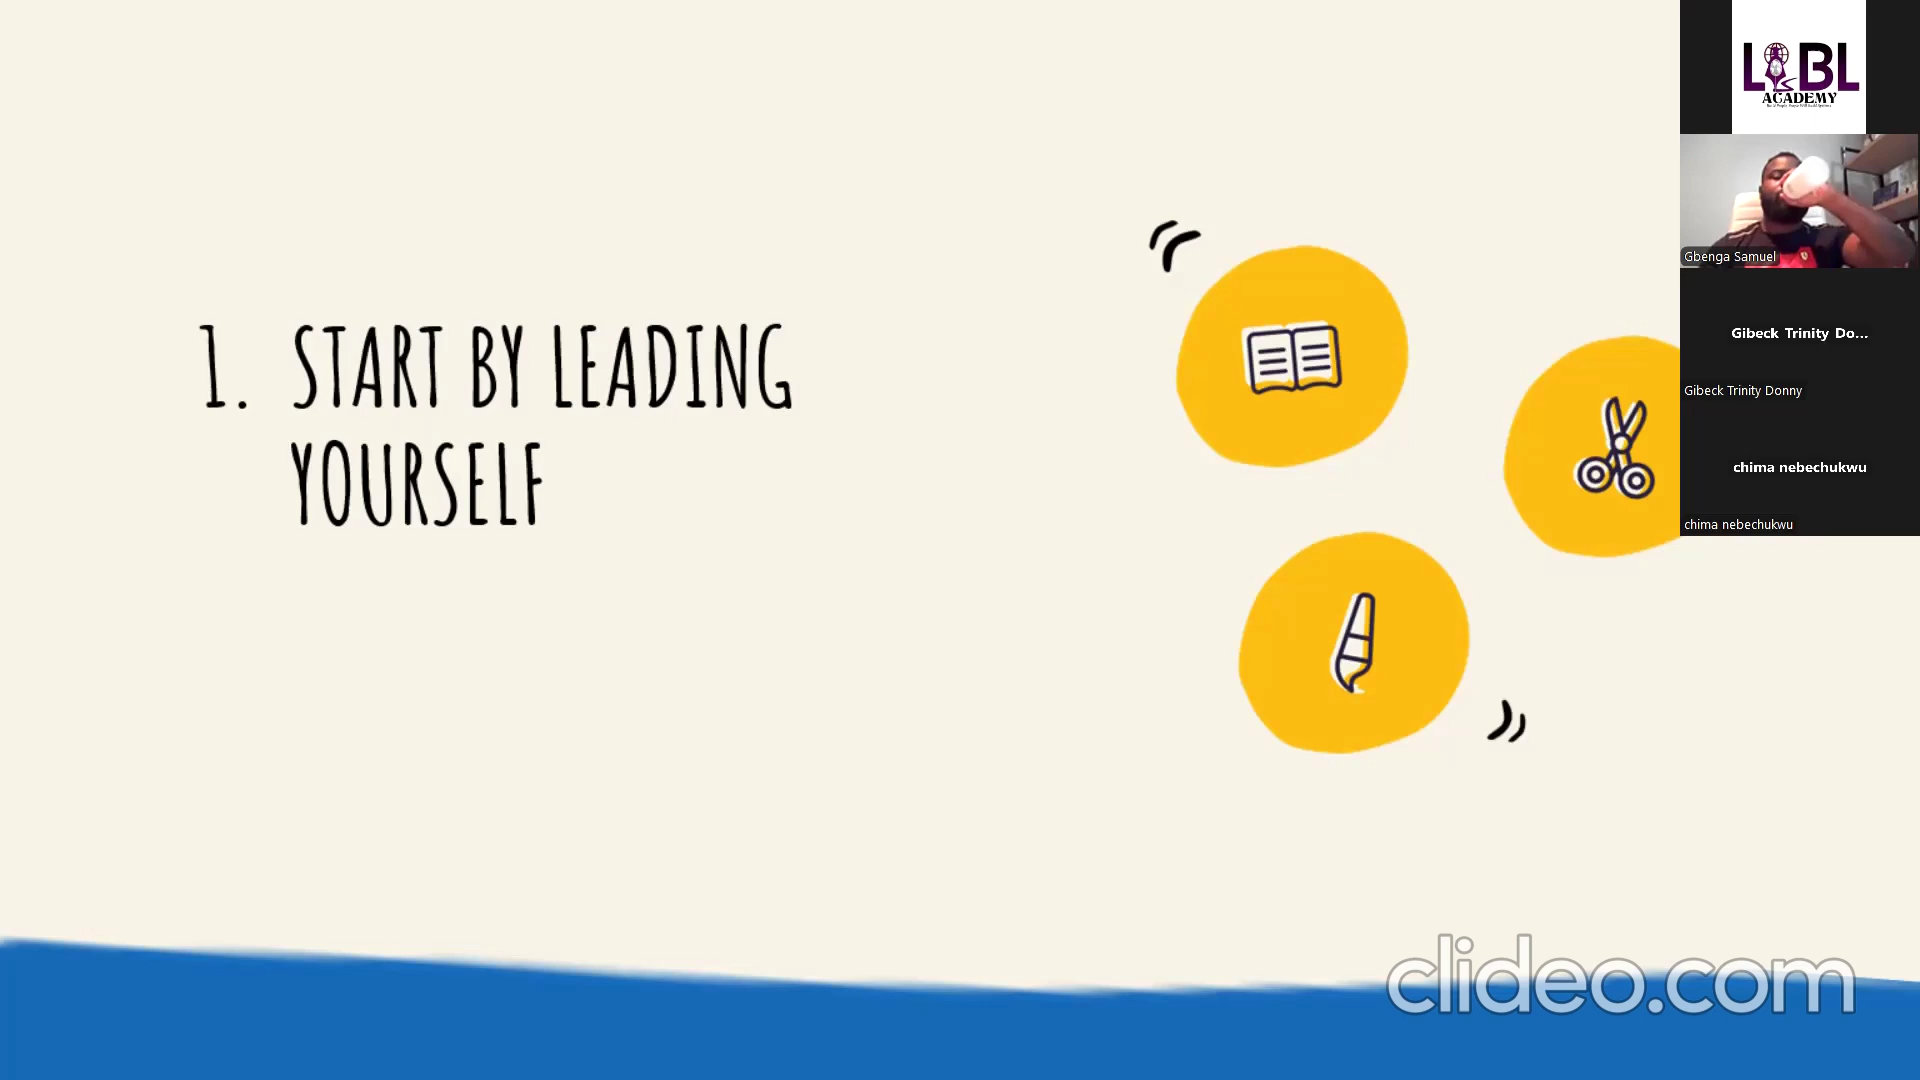 1. START BY LEADING
YOURSELF
LBL
ACADEMY
Gbenga Samuel
Gibeck Trinity Do...
Gibeck Trinity Donny
chima nebechukwu
chima nebechukwu
clideo.com